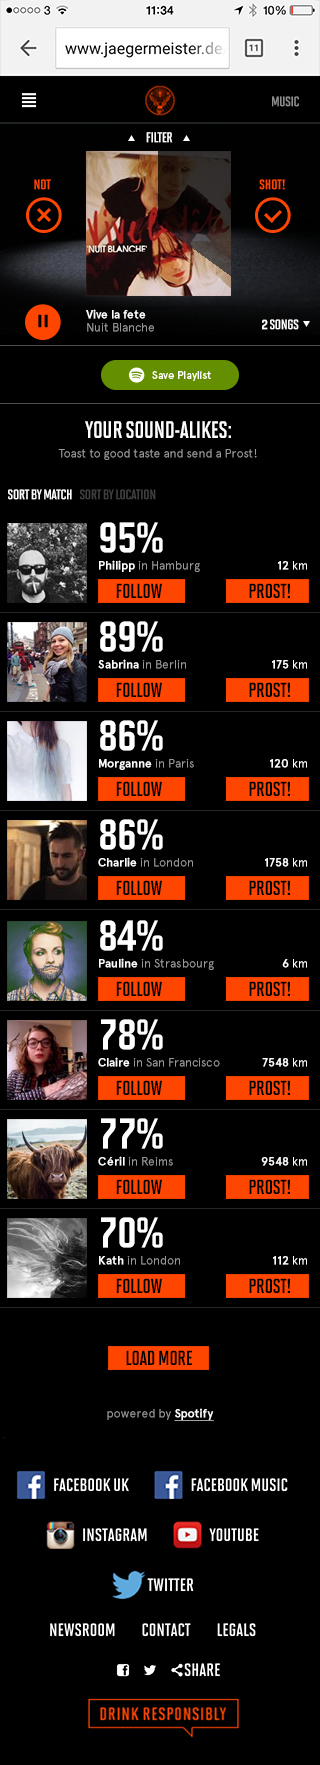 3 11:34 10%
www.jaegermeister.de 11
MUSIC
FILTER
NOT SHOT!
Vive la fete
'NUIT BLANCHE'
Vive la fete
Nuit Blanche
2 SONGS
Save Playlist
YOUR SOUND-ALIKES:
Toast to good taste and send a Prost!
SORT BY MATCH SORT BY LOCATION
95%
Philipp in Hamburg 12 km
FOLLOW PROST!
89%
Sabrina in Berlin 175 km
FOLLOW PROST!
86%
Morganne in Paris 120 km
FOLLOW PROST!
86%
Charlie in London 1758 km
FOLLOW PROST!
84%
Pauline in Strasbourg 6 km
FOLLOW PROST!
78%
Claire in San Francisco 7548 km
FOLLOW PROST!
77%
Céril in Reims 9548 km
FOLLOW PROST!
70%
Kath in London 112 km
FOLLOW PROST!
LOAD MORE
powered by Spotify
FACEBOOK UK FACEBOOK MUSIC
INSTAGRAM YOUTUBE
TWITTER
NEWSROOM CONTACT LEGALS
SHARE
DRINK RESPONSIBLY